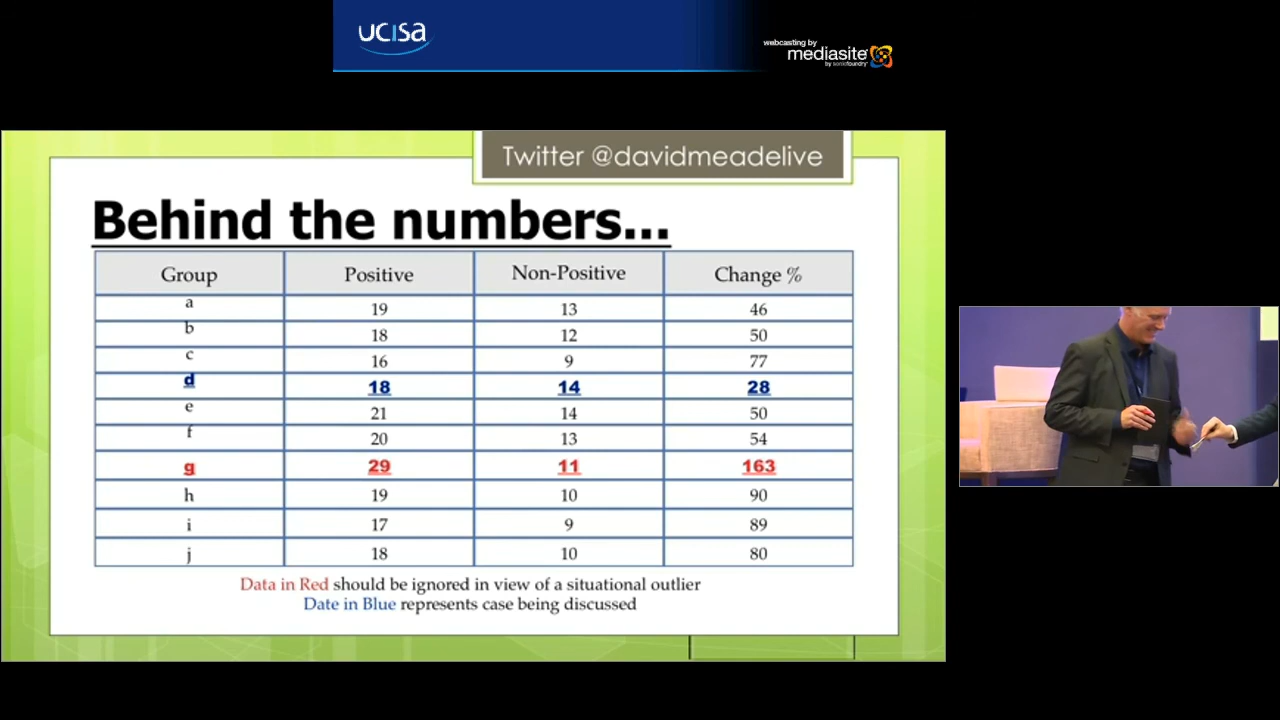 ucisa
webcasting by
mediasite
by sonicfoundry
Twitter @davidmeadelive
Behind the numbers...
Group Positive Non-Positive Change %
a 19 13 46
b 18 12 50
c 16 9 77
d 18 14 28
e 21 14 50
f 20 13 54
g 29 11 163
h 19 10 90
i 17 9 89
j 18 10 80
Data in Red should be ignored in view of a situational outlier
Date in Blue represents case being discussed